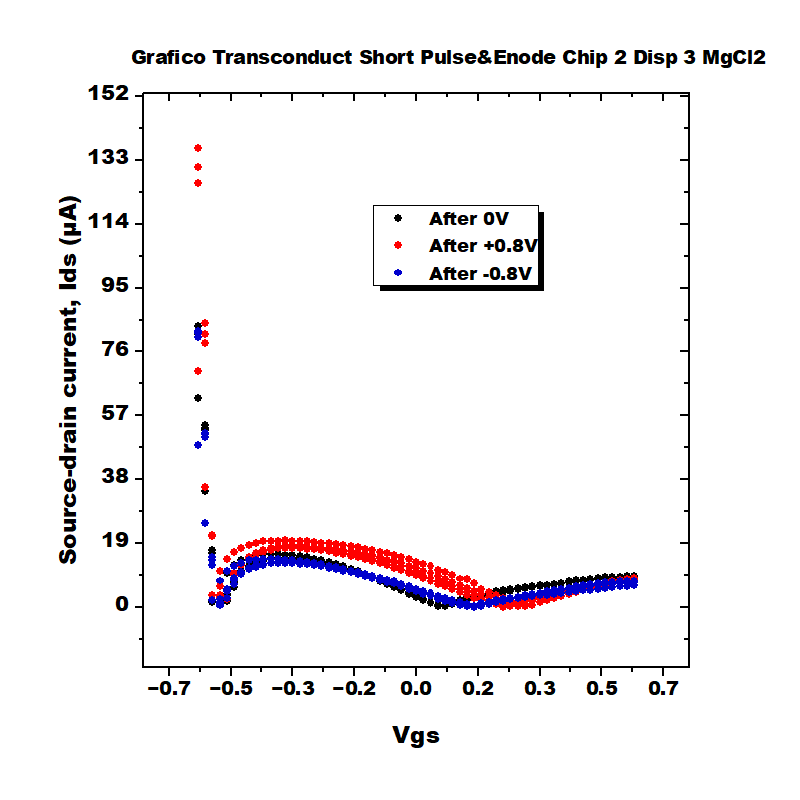 Grafico Transconduct Short Pulse&Enode Chip 2 Disp 3 MgCl2
152
133
114
95
76
57
38
19
0
Source-drain current, Ids (µA)
After 0V
After +0.8V
After -0.8V
−0.7 −0.5 −0.3 −0.2 0.0 0.2 0.3 0.5 0.7
Vgs